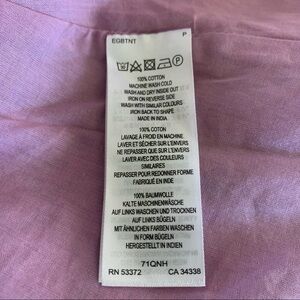 EGBTNT P
100% COTTON
MACHINE WASH COLD
WASH AND DRY INSIDE OUT
IRON ON REVERSE SIDE
WASH WITH SIMILAR COLOURS
IRON BACK TO SHAPE
MADE IN INDIA
100% COTON
LAVAGE À FROID EN MACHINE
LAVER ET SÉCHER SUR L'ENVERS
NE REPASSER QUE SUR L'ENVERS
LAVER AVEC DES COULEURS
SIMILAIRES
REPASSER POUR REDONNER FORME
FABRIQUÉ EN INDE
100% BAUMWOLLE
KALTE MASCHINENWÄSCHE
AUF LINKS WASCHEN UND TROCKNEN
AUF LINKS BÜGELN
MIT ÄHNLICHEN FARBEN WASCHEN
IN FORM BÜGELN
HERGESTELLT IN INDIEN
71QNH
RN 53372 CA 34338